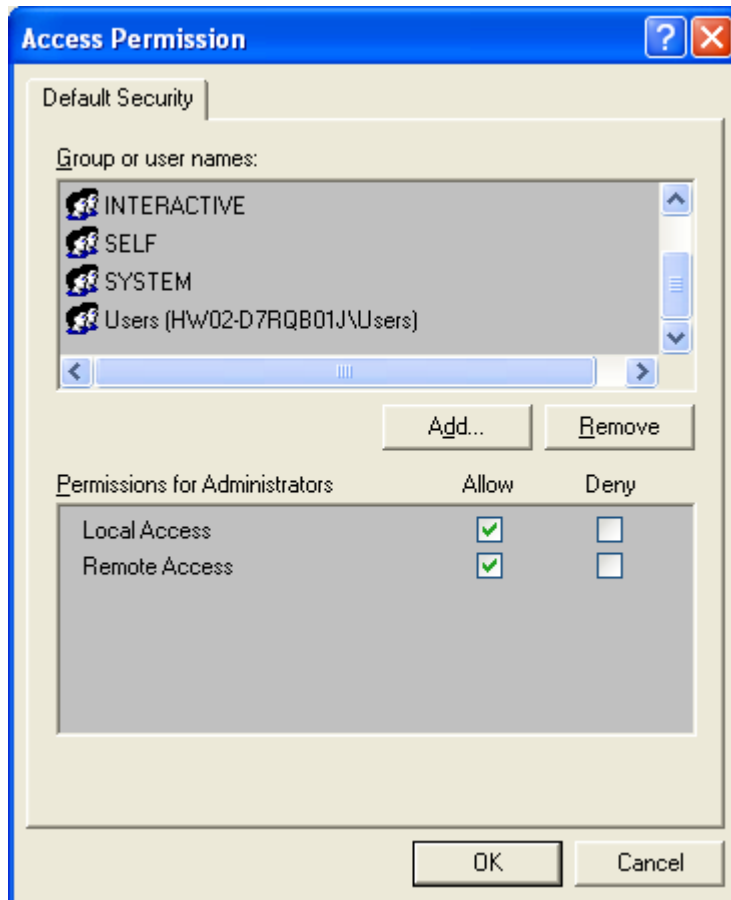 Access Permission
Default Security
Group or user names:
INTERACTIVE
SELF
SYSTEM
Users (HW02-D7RQB01J\Users)
Add... Remove
Permissions for Administrators Allow Deny
Local Access
Remote Access
OK Cancel